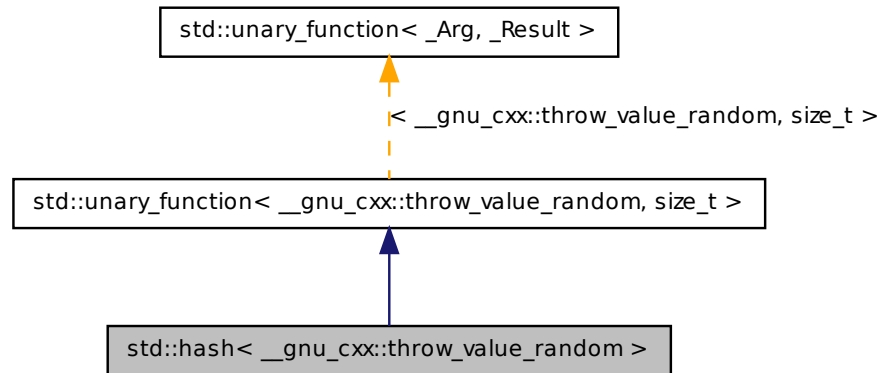 std::unary_function< _Arg, _Result >
< __gnu_cxx::throw_value_random, size_t >
std::unary_function< __gnu_cxx::throw_value_random, size_t >
std::hash< __gnu_cxx::throw_value_random >